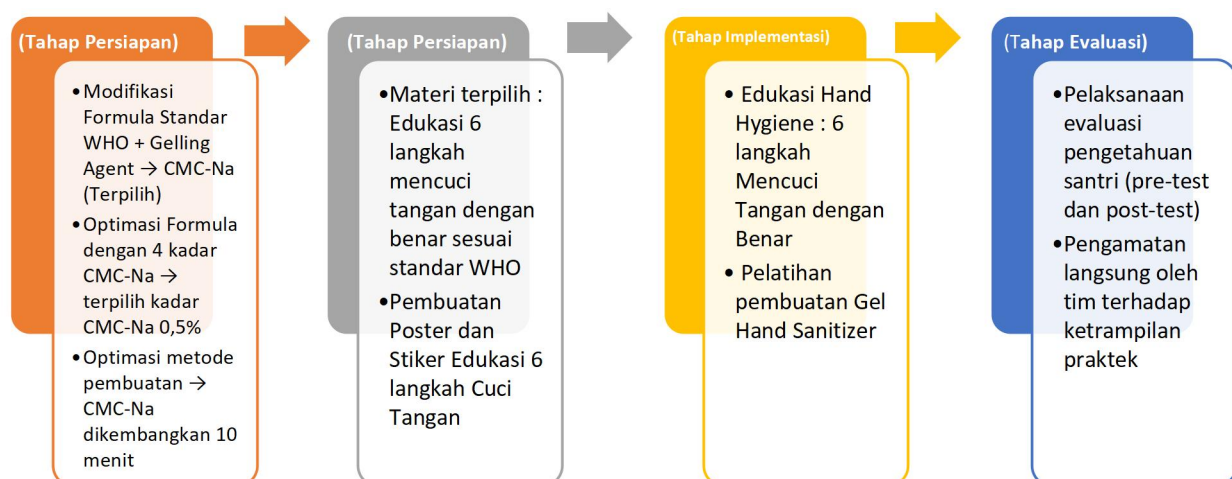 (Tahap Persiapan)
•Modifikasi
Formula Standar
WHO + Gelling
Agent → CMC-Na
(Terpilih)
•Optimasi Formula
dengan 4 kadar
CMC-Na →
terpilih kadar
CMC-Na 0,5%
•Optimasi metode
pembuatan →
CMC-Na
dikembangkan 10
menit
(Tahap Persiapan)
•Materi terpilih :
Edukasi 6
langkah
mencuci
tangan dengan
benar sesuai
standar WHO
•Pembuatan
Poster dan
Stiker Edukasi 6
langkah Cuci
Tangan
(Tahap Implementasi)
• Edukasi Hand
Hygiene : 6
langkah
Mencuci
Tangan dengan
Benar
• Pelatihan
pembuatan Gel
Hand Sanitizer
(Tahap Evaluasi)
•Pelaksanaan
evaluasi
pengetahuan
santri (pre-test
dan post-test)
•Pengamatan
langsung oleh
tim terhadap
ketrampilan
praktek